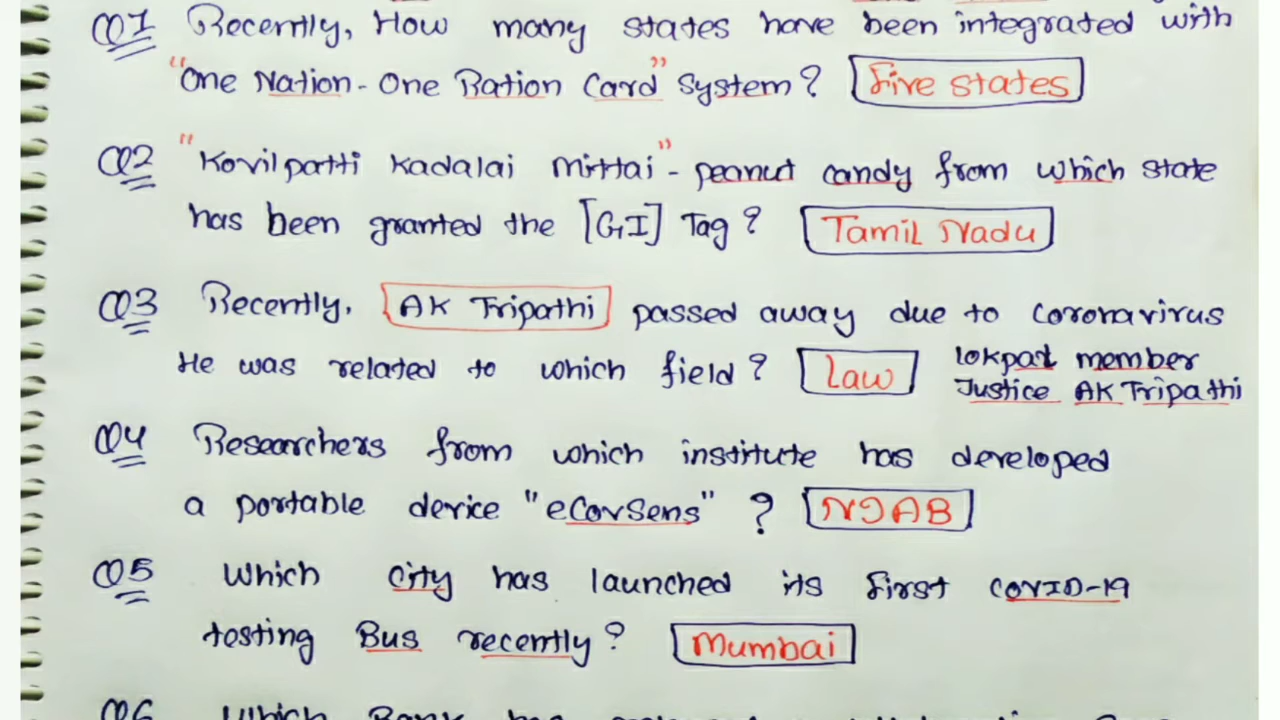 Q1 Recently, How many states have been integrated with
"One Nation - One Ration Card" System? Five states
Q2 "Kovilpatti Kadalai Mittai" - peanut candy from which state
has been granted the [GI] Tag? Tamil Nadu
Q3 Recently, AK Tripathi passed away due to coronavirus
He was related to which field? Law lokpal member
Justice AK Tripathi
Q4 Researchers from which institute has developed
a portable device "eCovSens" ? NIAB
Q5 Which city has launched its first COVID-19
testing Bus recently? Mumbai
Q6 Which Bank has